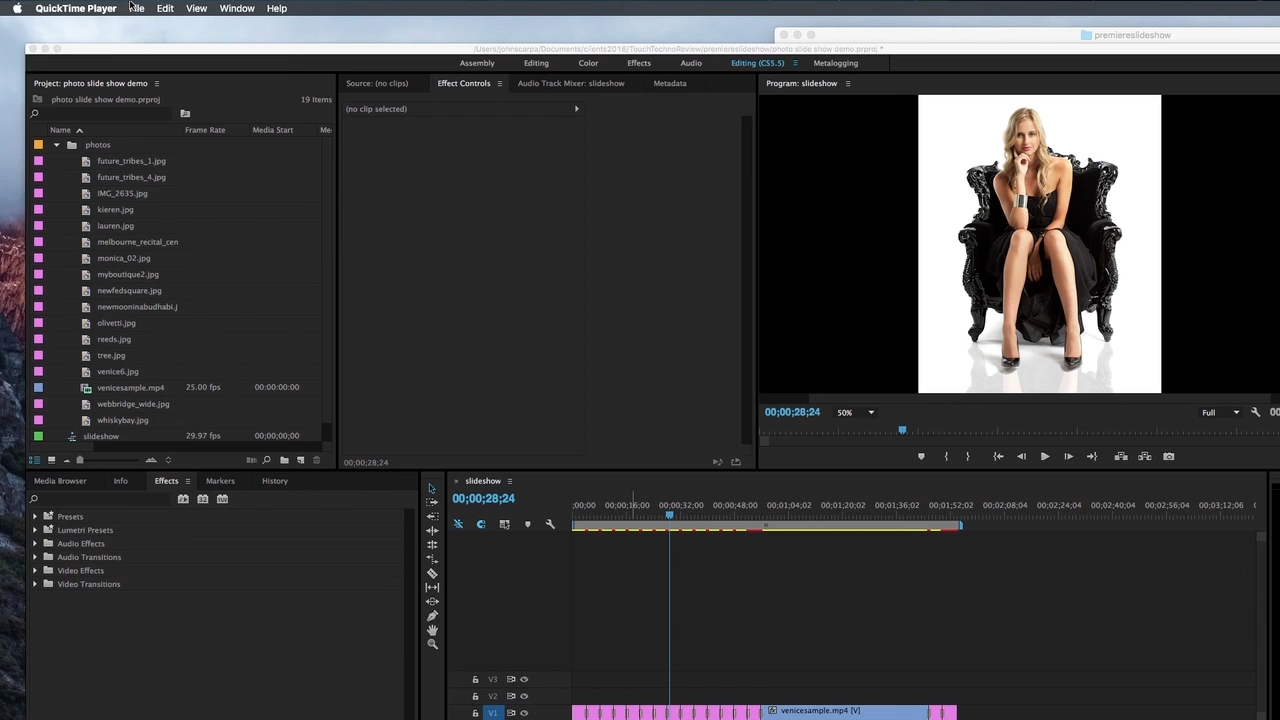 QuickTime Player File Edit View Window Help
premiereslideshow
/Users/johnscarpa/Documents/clients2016/TouchTechnoReview/premiereslideshow/photo slide show demo.prproj *
Assembly Editing Color Effects Audio Editing (CS5.5) Metalogging
Project: photo slide show demo
Source: (no clips) Effect Controls Audio Track Mixer: slideshow Metadata
Program: slideshow
photo slide show demo.prproj 19 Items
(no clip selected)
Name Frame Rate Media Start Me
photos
future_tribes_1.jpg
future_tribes_4.jpg
IMG_2635.jpg
kieren.jpg
lauren.jpg
melbourne_recital_cen
monica_02.jpg
myboutique2.jpg
newfedsquare.jpg
newmooninabudhabi.j
olivetti.jpg
reeds.jpg
tree.jpg
venice6.jpg
venicesample.mp4 25.00 fps 00:00:00:00
webbridge_wide.jpg
whiskybay.jpg
slideshow 29.97 fps 00;00;00;00
00;00;28;24
00;00;28;24 50% Full 00
Media Browser Info Effects Markers History
Presets
Lumetri Presets
Audio Effects
Audio Transitions
Video Effects
Video Transitions
slideshow
00;00;28;24
;00;00 00;00;16;00 00;00;32;00 00;00;48;00 00;01;04;02 00;01;20;02 00;01;36;02 00;01;52;02 00;02;08;04 00;02;24;04 00;02;40;04 00;02;56;04 00;03;12;06
V3
V2
V1 venicesample.mp4 [V]